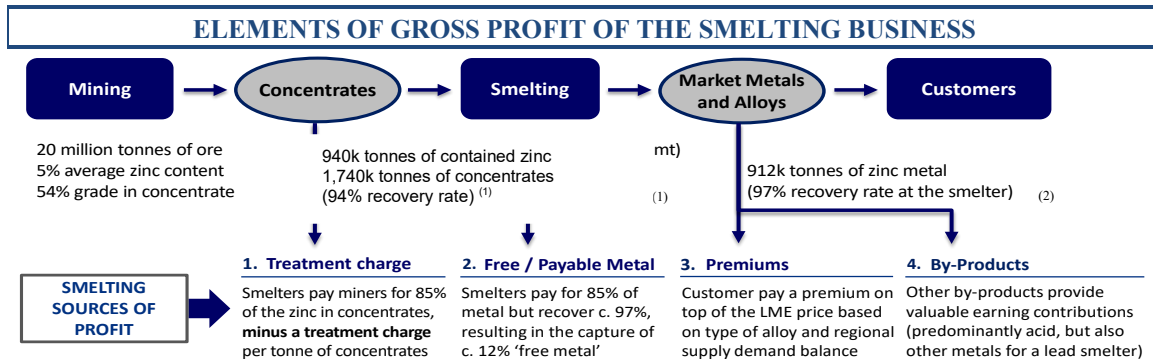 ELEMENTS OF GROSS PROFIT OF THE SMELTING BUSINESS
Mining
Concentrates
Smelting
Market Metals
and Alloys
Customers
20 million tonnes of ore
5% average zinc content
54% grade in concentrate
940k tonnes of contained zinc
1,740k tonnes of concentrates
(94% recovery rate) (1)
mt)
(1)
912k tonnes of zinc metal
(97% recovery rate at the smelter)
(2)
SMELTING
SOURCES OF
PROFIT
1. Treatment charge
Smelters pay miners for 85%
of the zinc in concentrates,
minus a treatment charge
per tonne of concentrates
2. Free / Payable Metal
Smelters pay for 85% of
metal but recover c. 97%,
resulting in the capture of
c. 12% ‘free metal’
3. Premiums
Customer pay a premium on
top of the LME price based
on type of alloy and regional
supply demand balance
4. By-Products
Other by-products provide
valuable earning contributions
(predominantly acid, but also
other metals for a lead smelter)